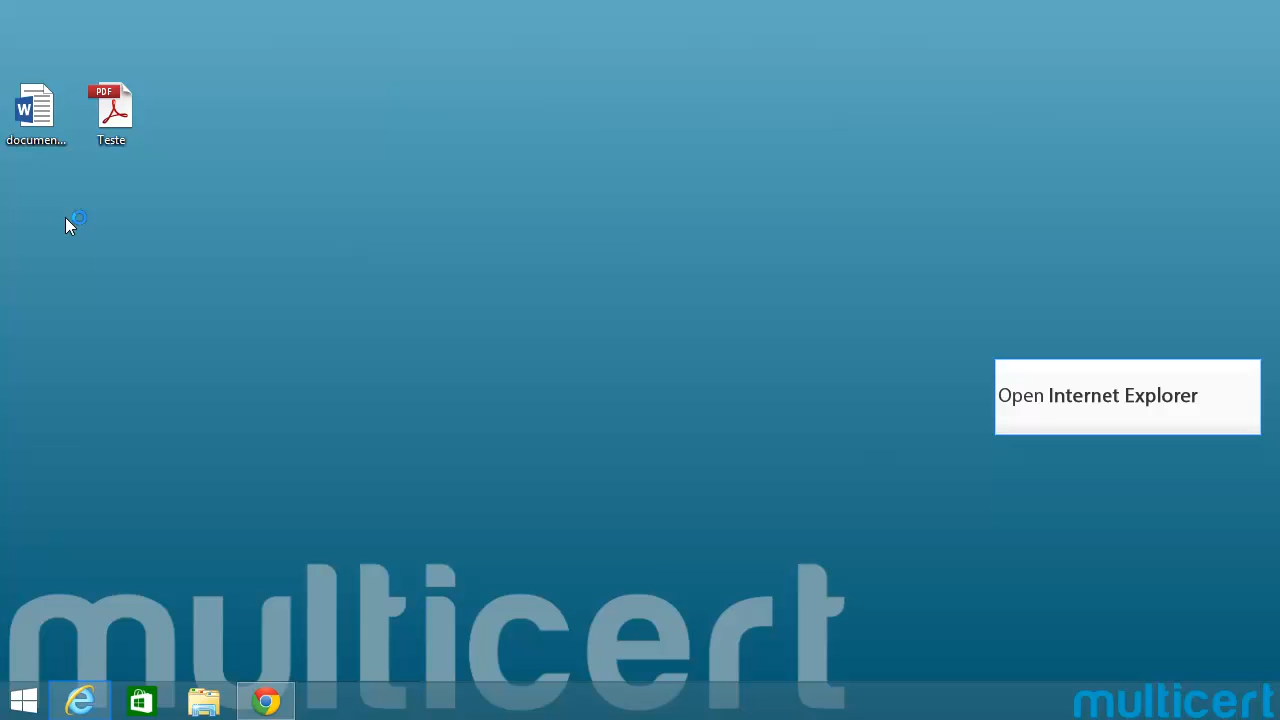 PDF
W
documen...
Teste
Open Internet Explorer
multicert
multicert